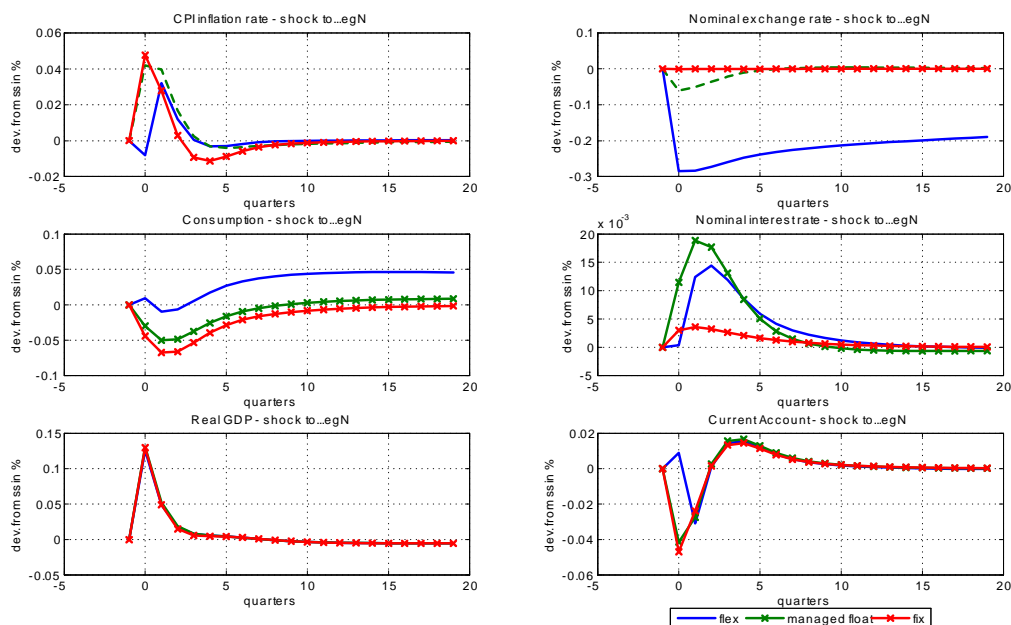 CPI inflation rate - shock to...egN
0.06
0.04
0.02
0
-0.02
dev. from ss in %
-5 0 5 10 15 20
quarters
Nominal exchange rate - shock to...egN
0.1
0
-0.1
-0.2
-0.3
dev. from ss in %
-5 0 5 10 15 20
quarters
Consumption - shock to...egN
0.1
0.05
0
-0.05
-0.1
dev. from ss in %
-5 0 5 10 15 20
quarters
Nominal interest rate - shock to...egN
x 10-3
20
15
10
5
0
-5
dev. from ss in %
-5 0 5 10 15 20
quarters
Real GDP - shock to...egN
0.15
0.1
0.05
0
-0.05
dev. from ss in %
-5 0 5 10 15 20
quarters
Current Account - shock to...egN
0.02
0
-0.02
-0.04
-0.06
dev. from ss in %
-5 0 5 10 15 20
quarters
flex managed float fix